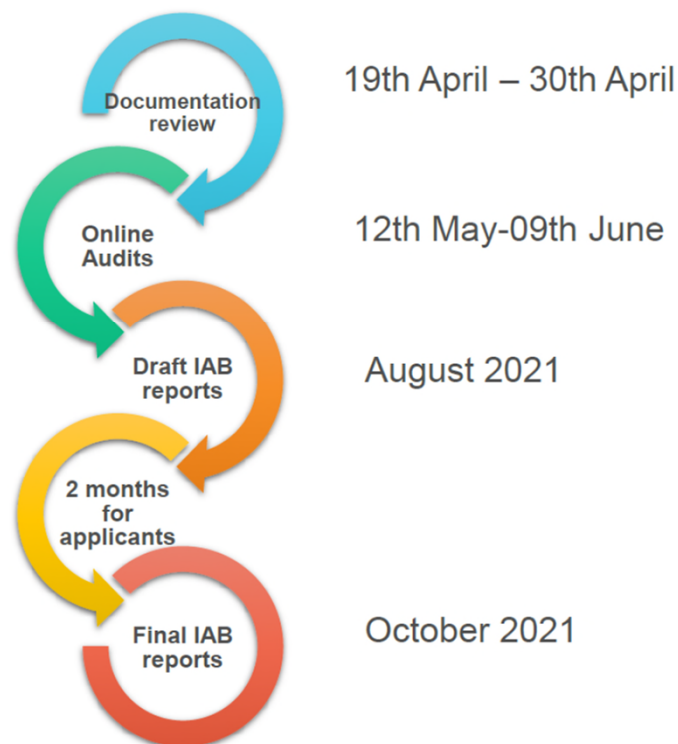 Documentation
review
19th April – 30th April
Online
Audits
12th May-09th June
Draft IAB
reports
August 2021
2 months
for
applicants
Final IAB
reports
October 2021